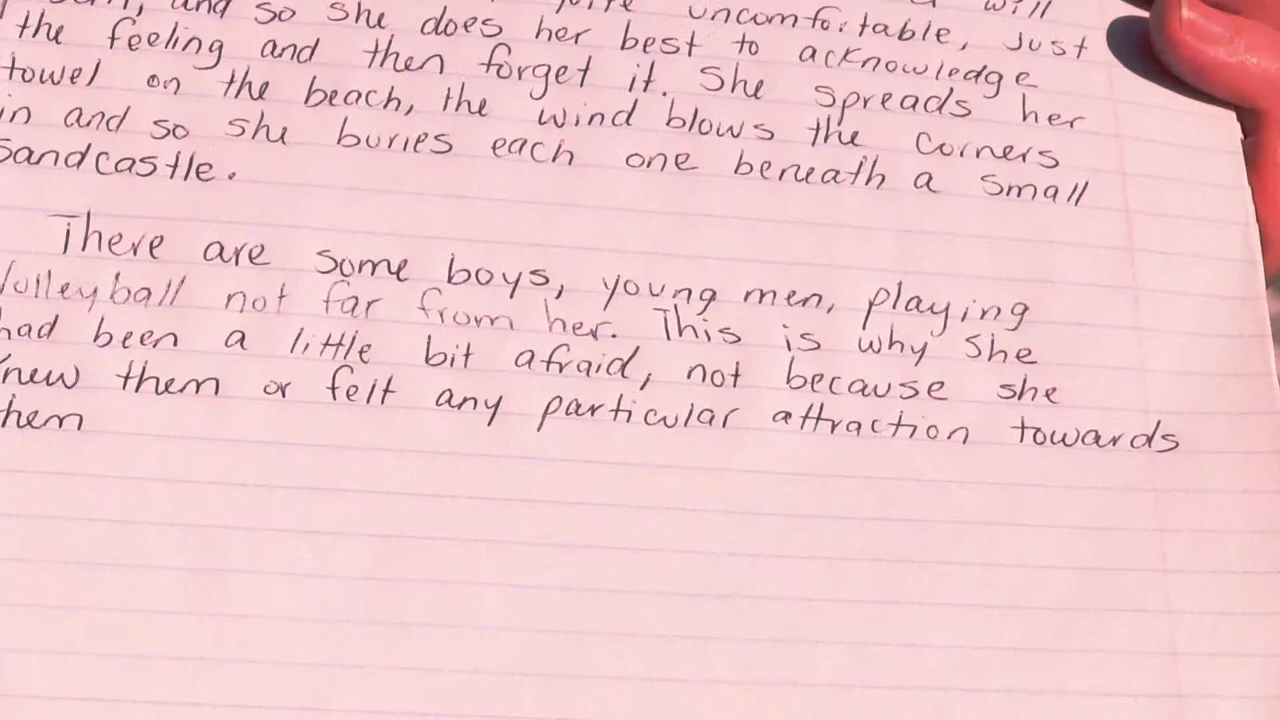 and so she does her best to acknowledge
uncomfortable, just
will
the feeling and then forget it. She spreads her
towel on the beach, the wind blows the corners
in and so she buries each one beneath a small
sandcastle.
There are some boys, young men, playing
Volleyball not far from her. This is why she
had been a little bit afraid, not because she
knew them or felt any particular attraction towards
them